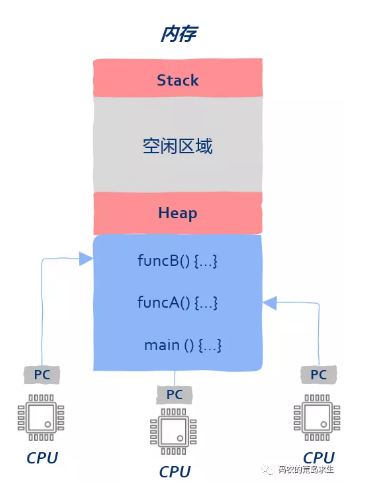 内存
Stack
空闲区域
Heap
funcB() {...}
funcA() {...}
main () {...}
PC
PC
PC
CPU
CPU
CPU
码农的荒岛求生